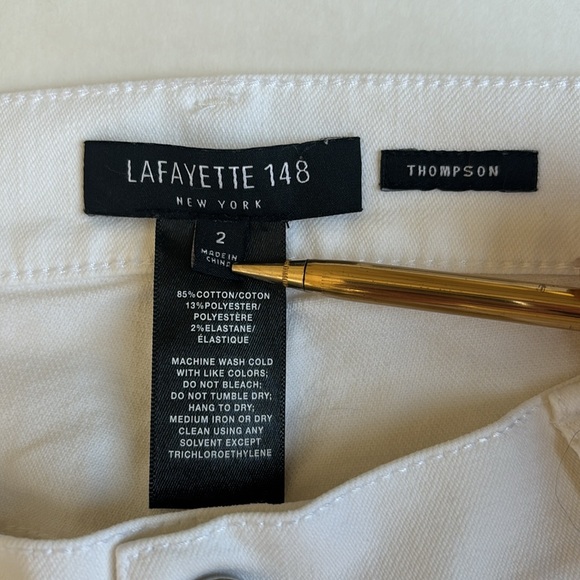 LAFAYETTE 148
NEW YORK
THOMPSON
2
MADE IN
CHINA
85%COTTON/COTON
13%POLYESTER/
POLYESTÈRE
2%ELASTANE/
ÉLASTIQUE
MACHINE WASH COLD
WITH LIKE COLORS;
DO NOT BLEACH;
DO NOT TUMBLE DRY;
HANG TO DRY;
MEDIUM IRON OR DRY
CLEAN USING ANY
SOLVENT EXCEPT
TRICHLOROETHYLENE